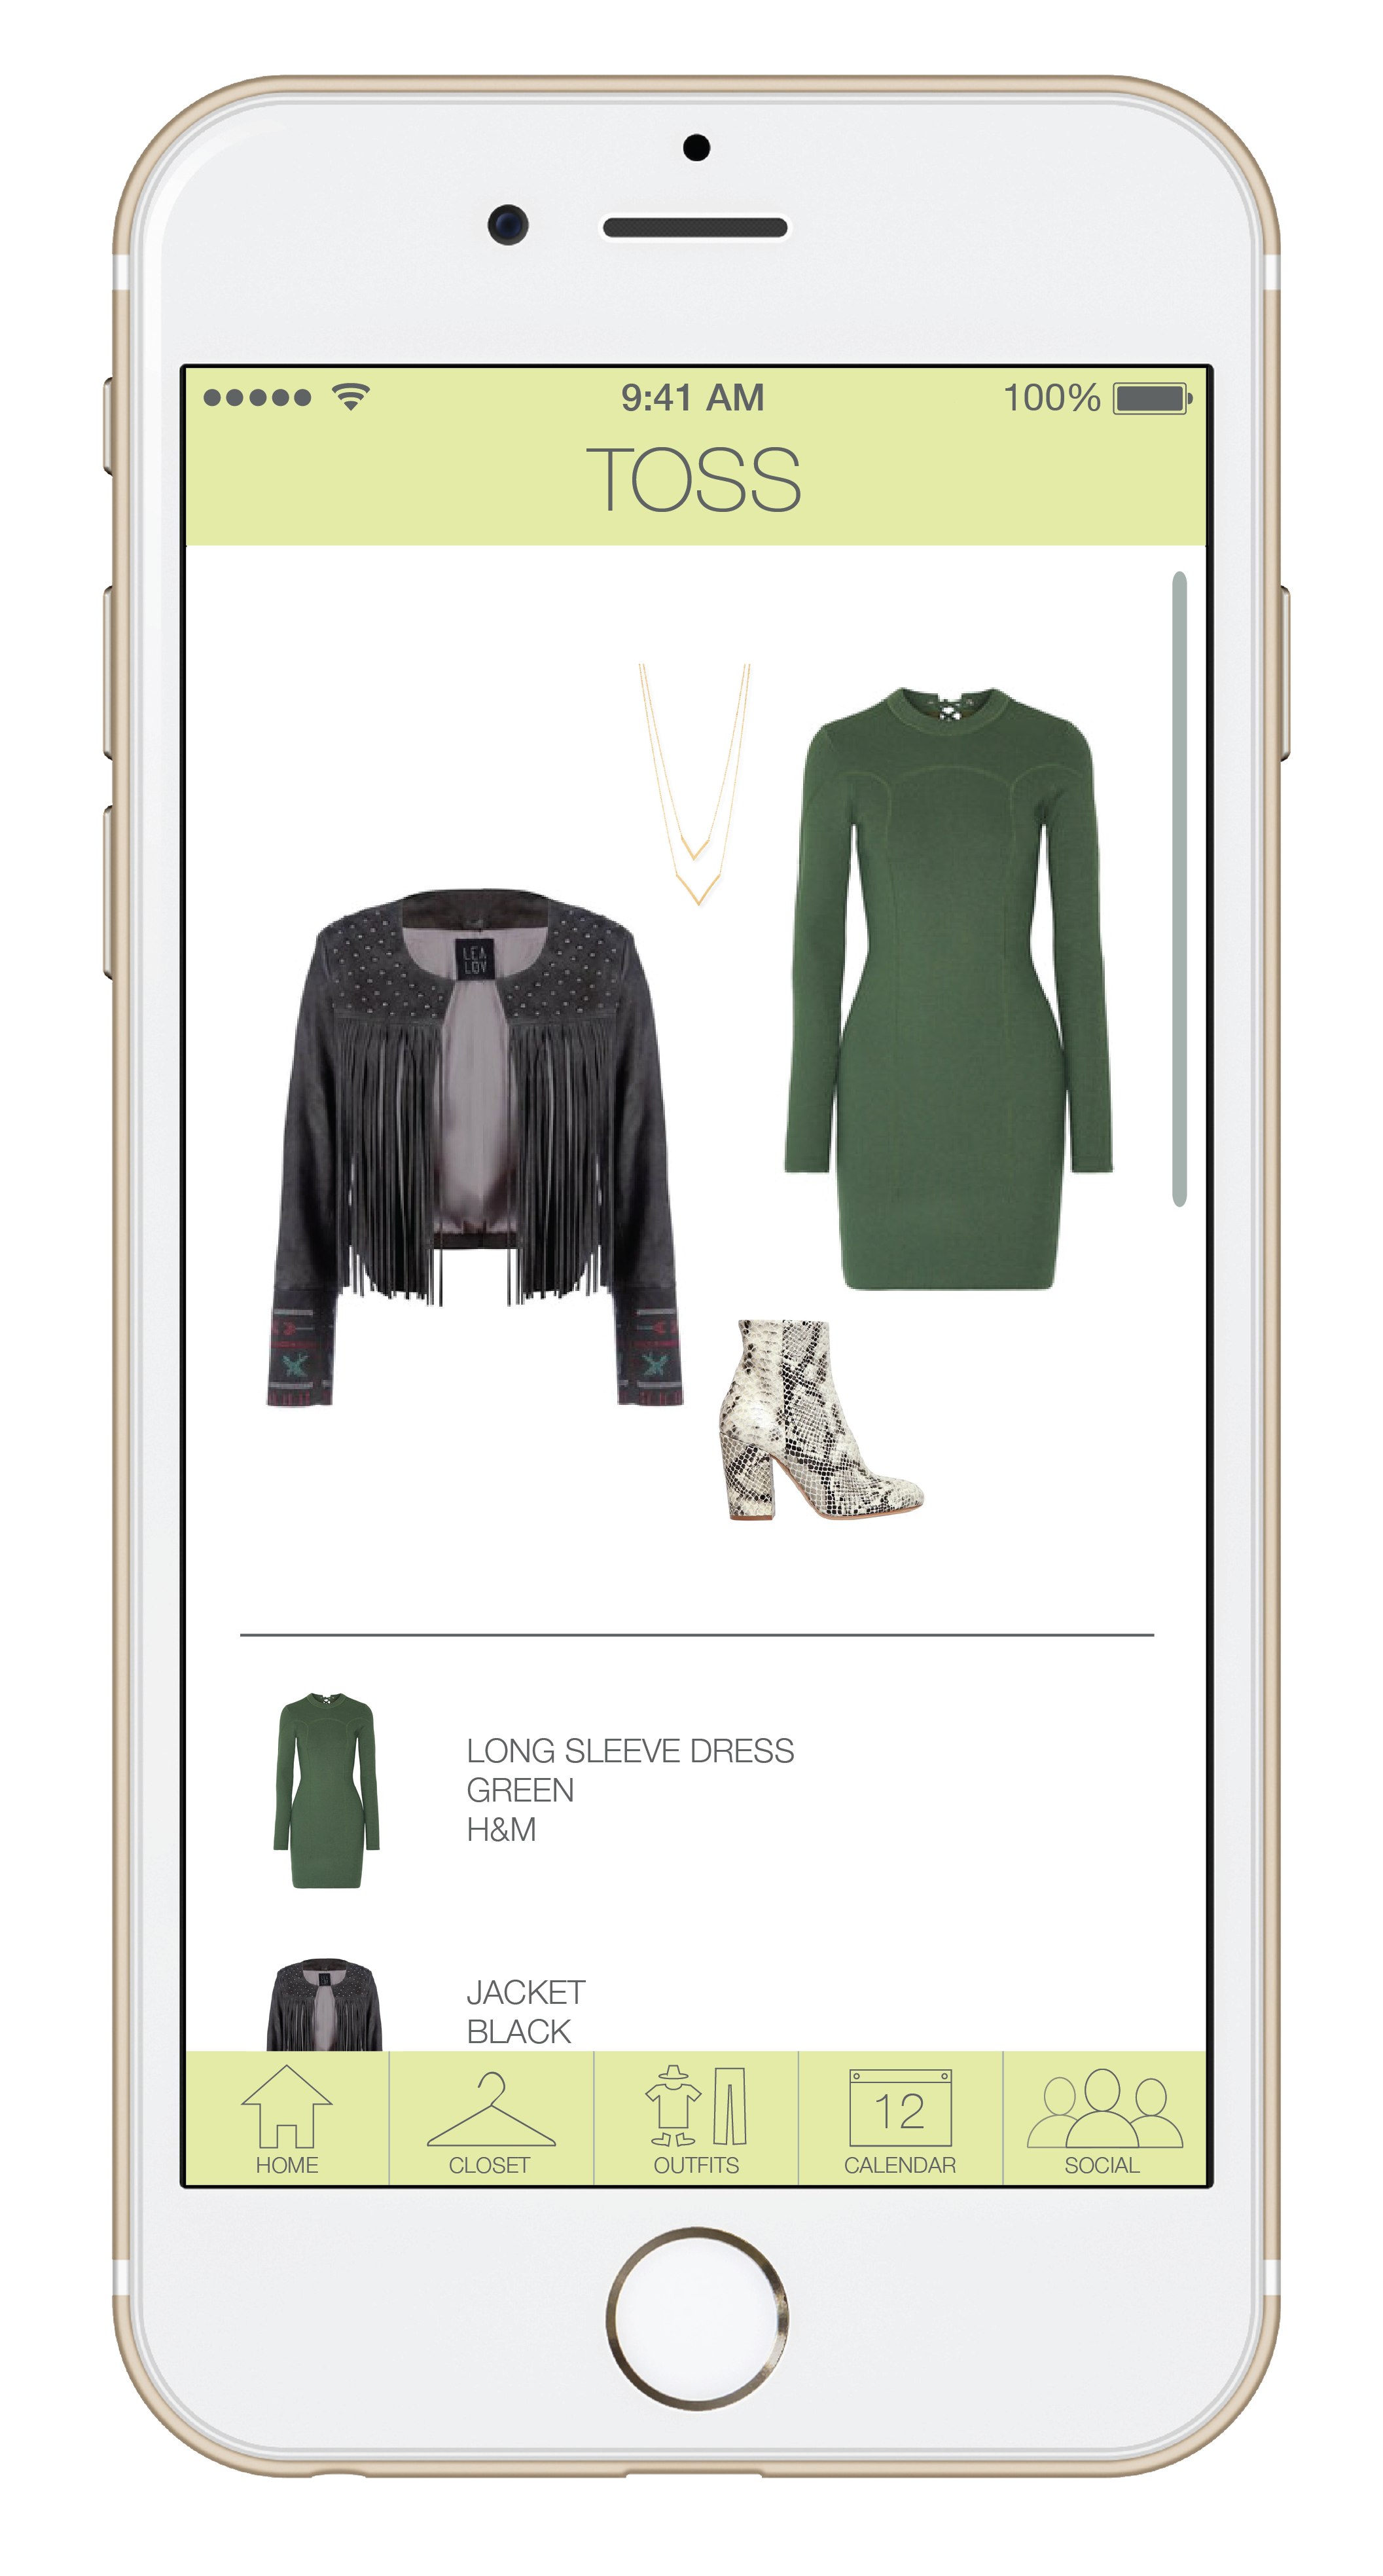 9:41 AM
100%
TOSS
LEA
LOV
LONG SLEEVE DRESS
GREEN
H&M
JACKET
BLACK
12
HOME
CLOSET
OUTFITS
CALENDAR
SOCIAL